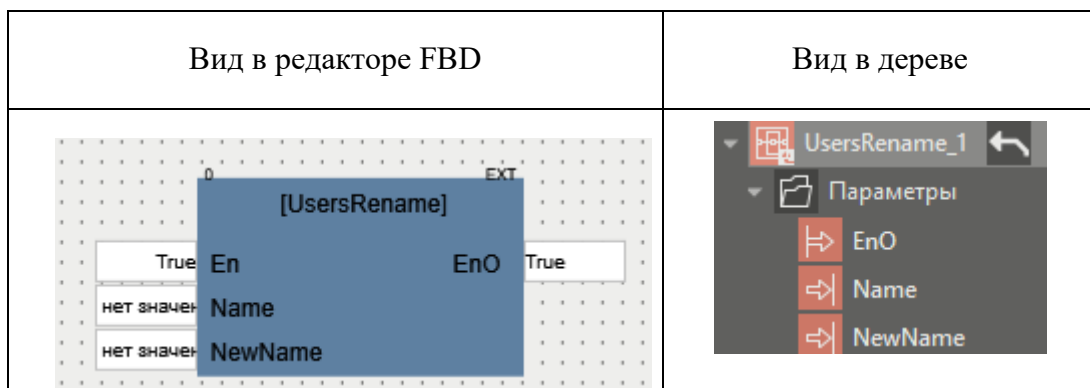 Вид в редакторе FBD
Вид в дереве
0 EXT
[UsersRename]
True En EnO True
нет значен Name
нет значен NewName
UsersRename_1
Параметры
EnO
Name
NewName